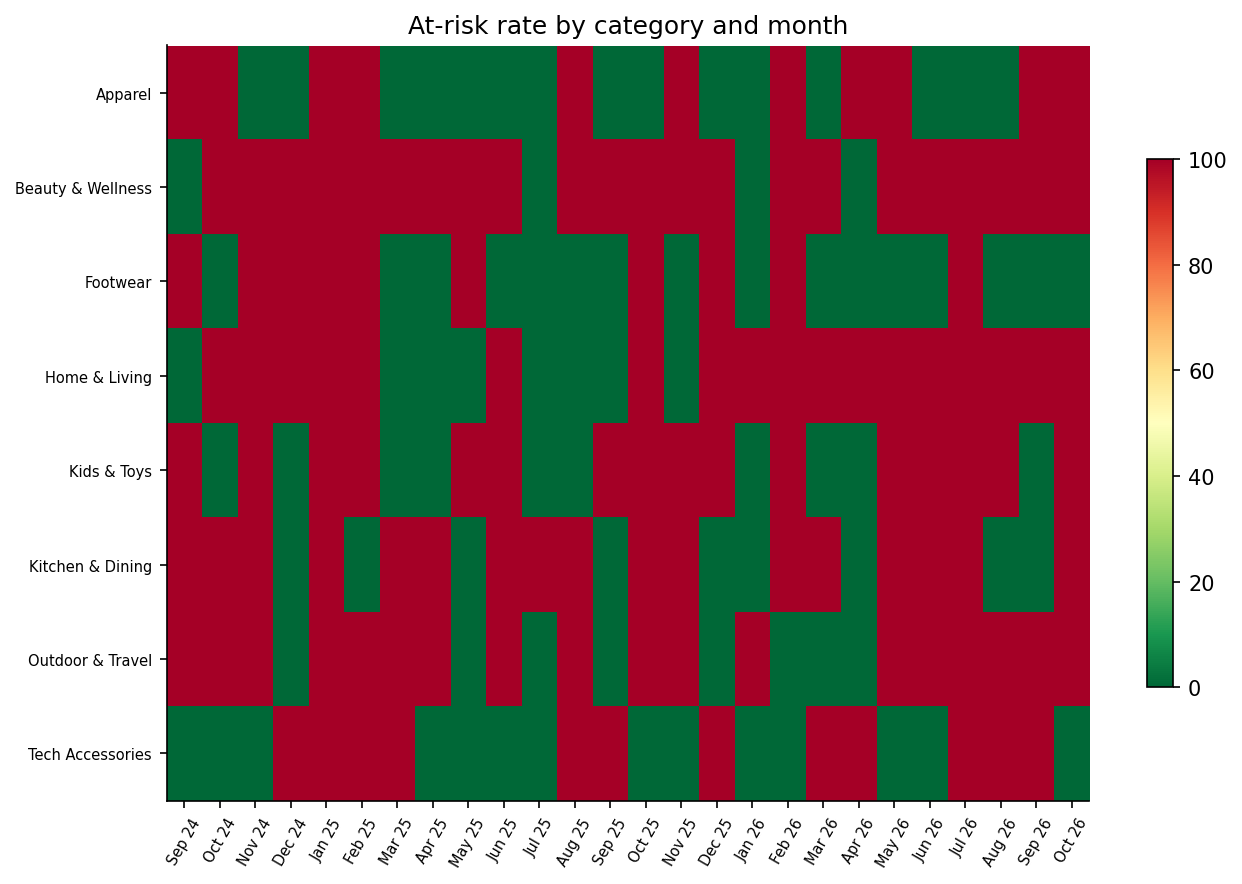 At-risk rate by category and month
Apparel
Beauty & Wellness
Footwear
Home & Living
Kids & Toys
Kitchen & Dining
Outdoor & Travel
Tech Accessories
Sep 24
Oct 24
Nov 24
Dec 24
Jan 25
Feb 25
Mar 25
Apr 25
May 25
Jun 25
Jul 25
Aug 25
Sep 25
Oct 25
Nov 25
Dec 25
Jan 26
Feb 26
Mar 26
Apr 26
May 26
Jun 26
Jul 26
Aug 26
Sep 26
Oct 26
100
80
60
40
20
0